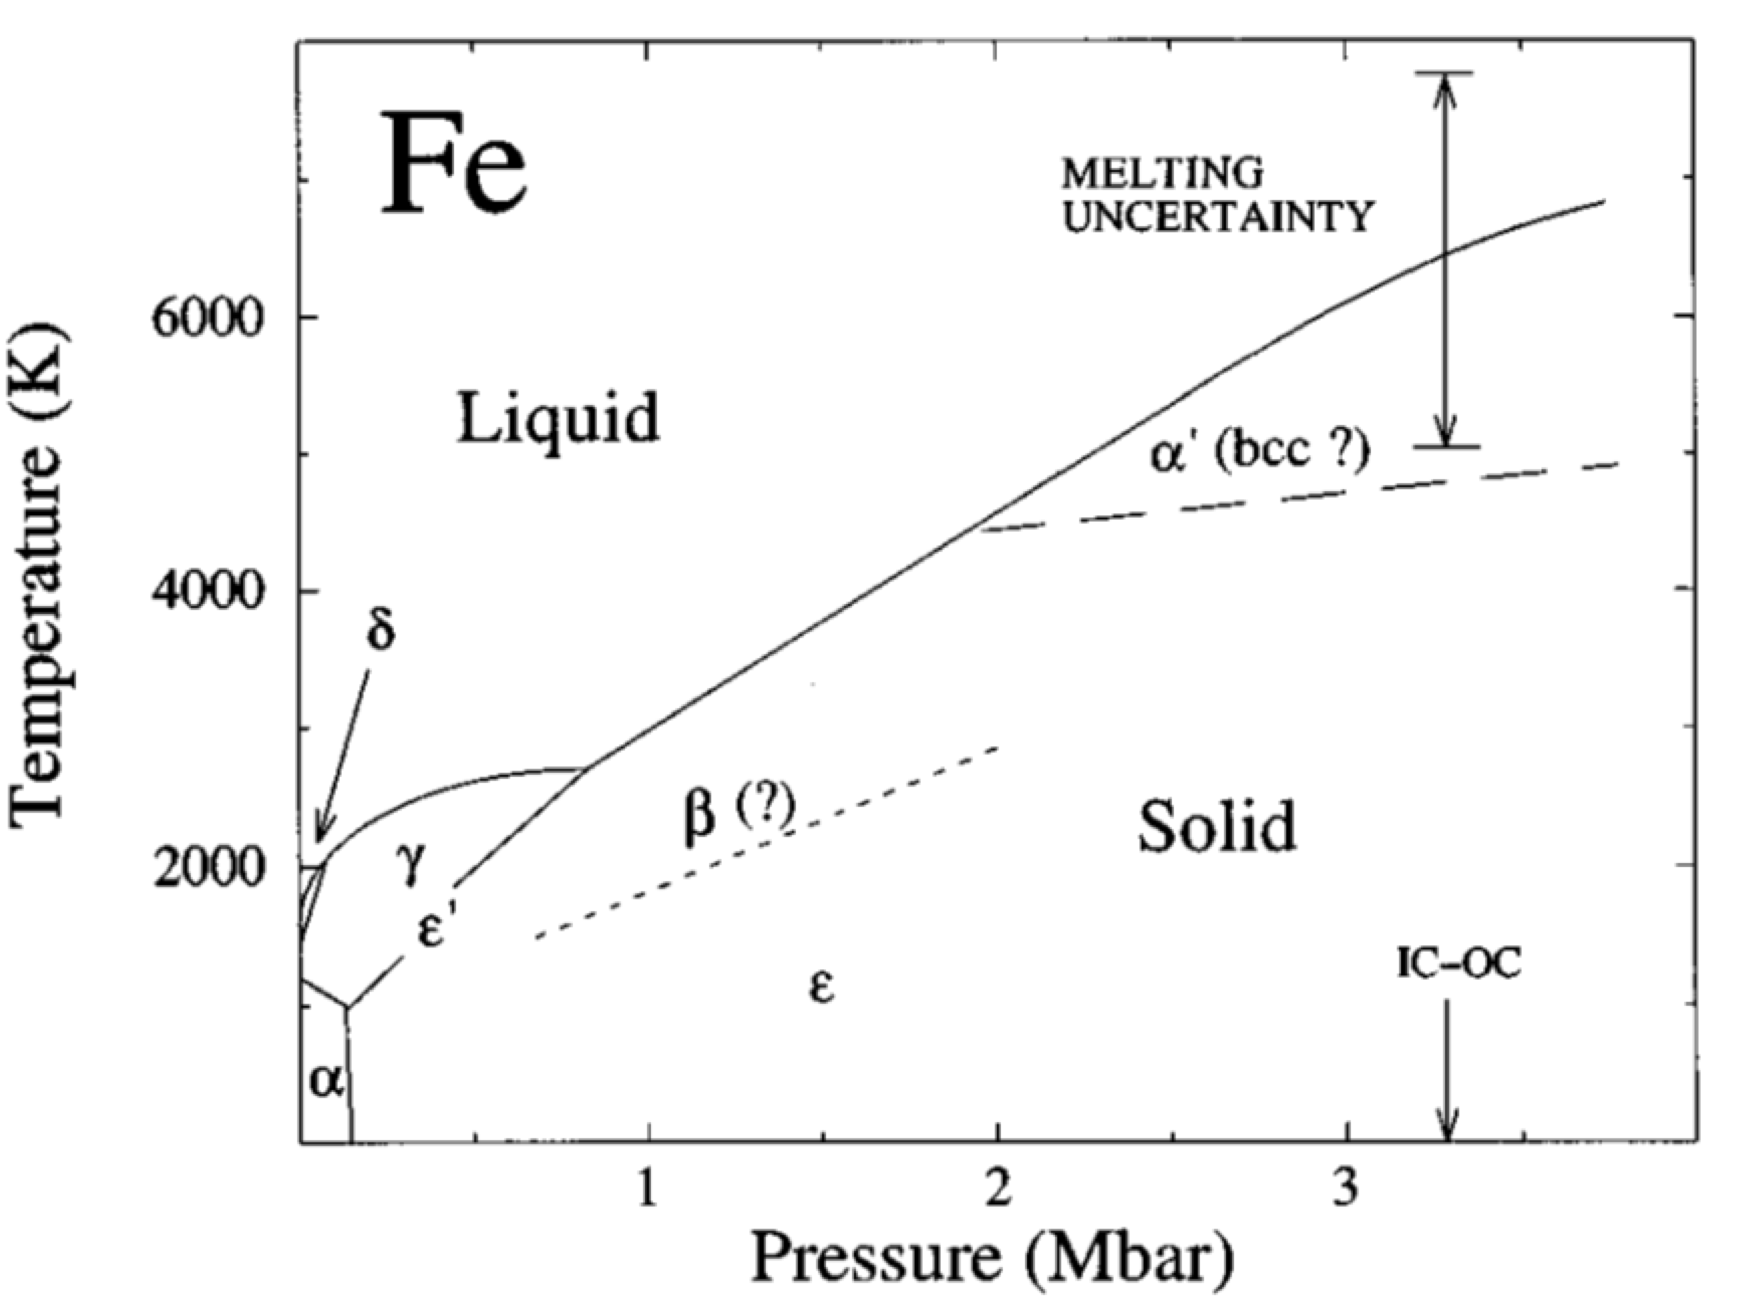 Fe
MELTING
UNCERTAINTY
6000
Liquid
α' (bcc ?)
4000
δ
β (?)
Solid
2000
γ
ε'
IC–OC
ε
α
1
2
3
Temperature (K)
Pressure (Mbar)